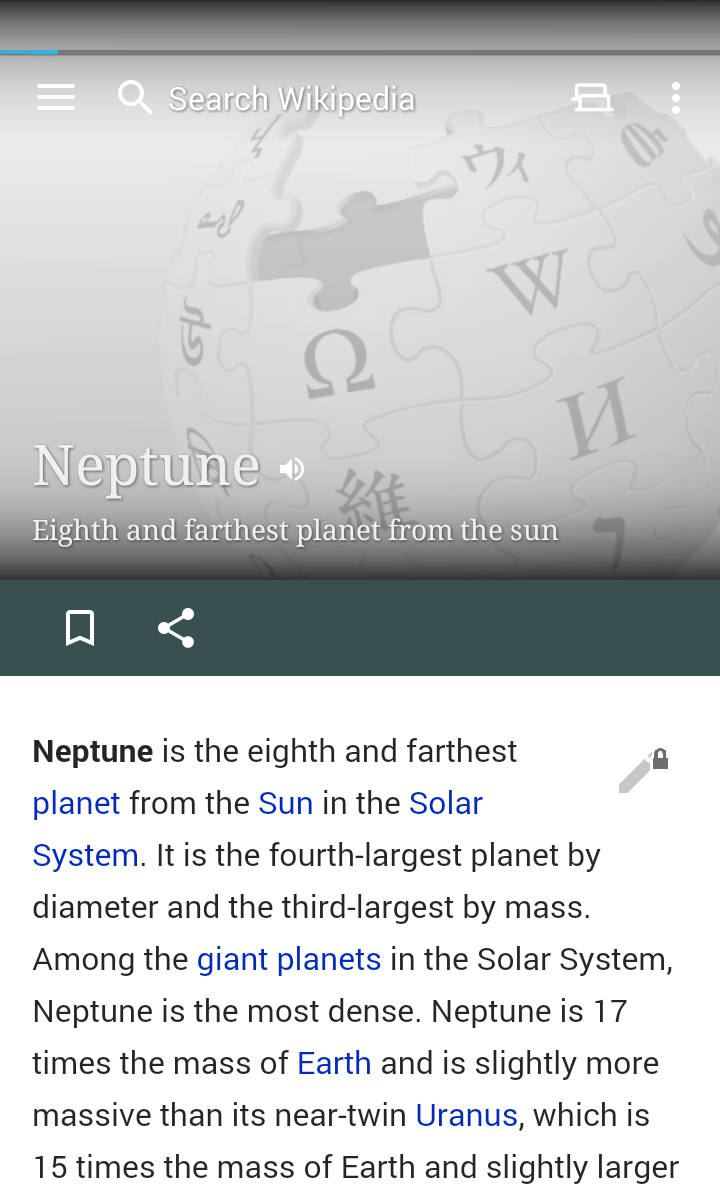 Search Wikipedia
ウィ
W
Ω
И
維
Neptune
Eighth and farthest planet from the sun
Neptune is the eighth and farthest
planet from the Sun in the Solar
System. It is the fourth-largest planet by
diameter and the third-largest by mass.
Among the giant planets in the Solar System,
Neptune is the most dense. Neptune is 17
times the mass of Earth and is slightly more
massive than its near-twin Uranus, which is
15 times the mass of Earth and slightly larger